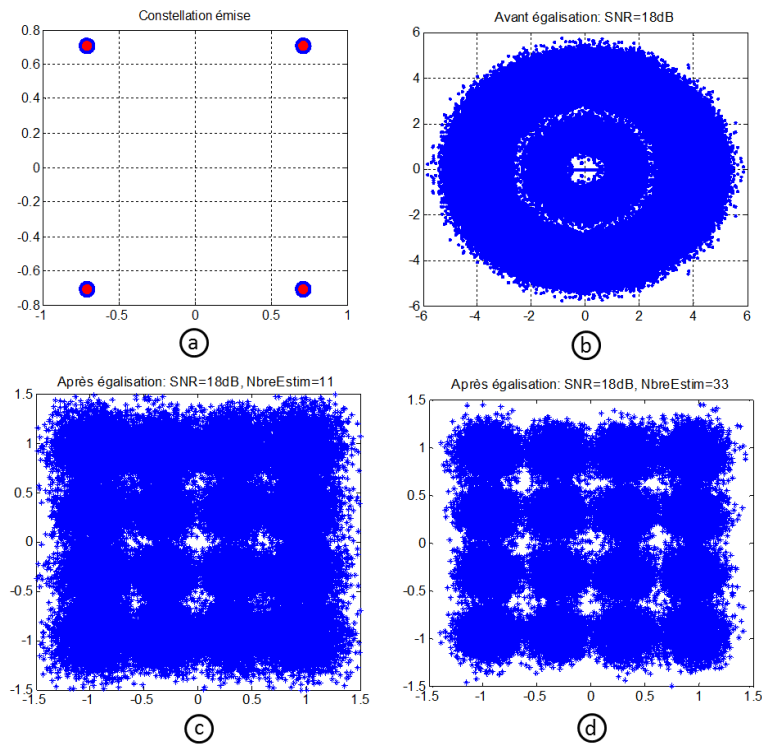 Constellation émise
0.8
0.6
0.4
0.2
0
-0.2
-0.4
-0.6
-0.8
-1 -0.5 0 0.5 1
a
Avant égalisation: SNR=18dB
6
4
2
0
-2
-4
-6
-6 -4 -2 0 2 4 6
b
Après égalisation: SNR=18dB, NbreEstim=11
1.5
1
0.5
0
-0.5
-1
-1.5
-1.5 -1 -0.5 0 0.5 1 1.5
c
Après égalisation: SNR=18dB, NbreEstim=33
1.5
1
0.5
0
-0.5
-1
-1.5
-1.5 -1 -0.5 0 0.5 1 1.5
d